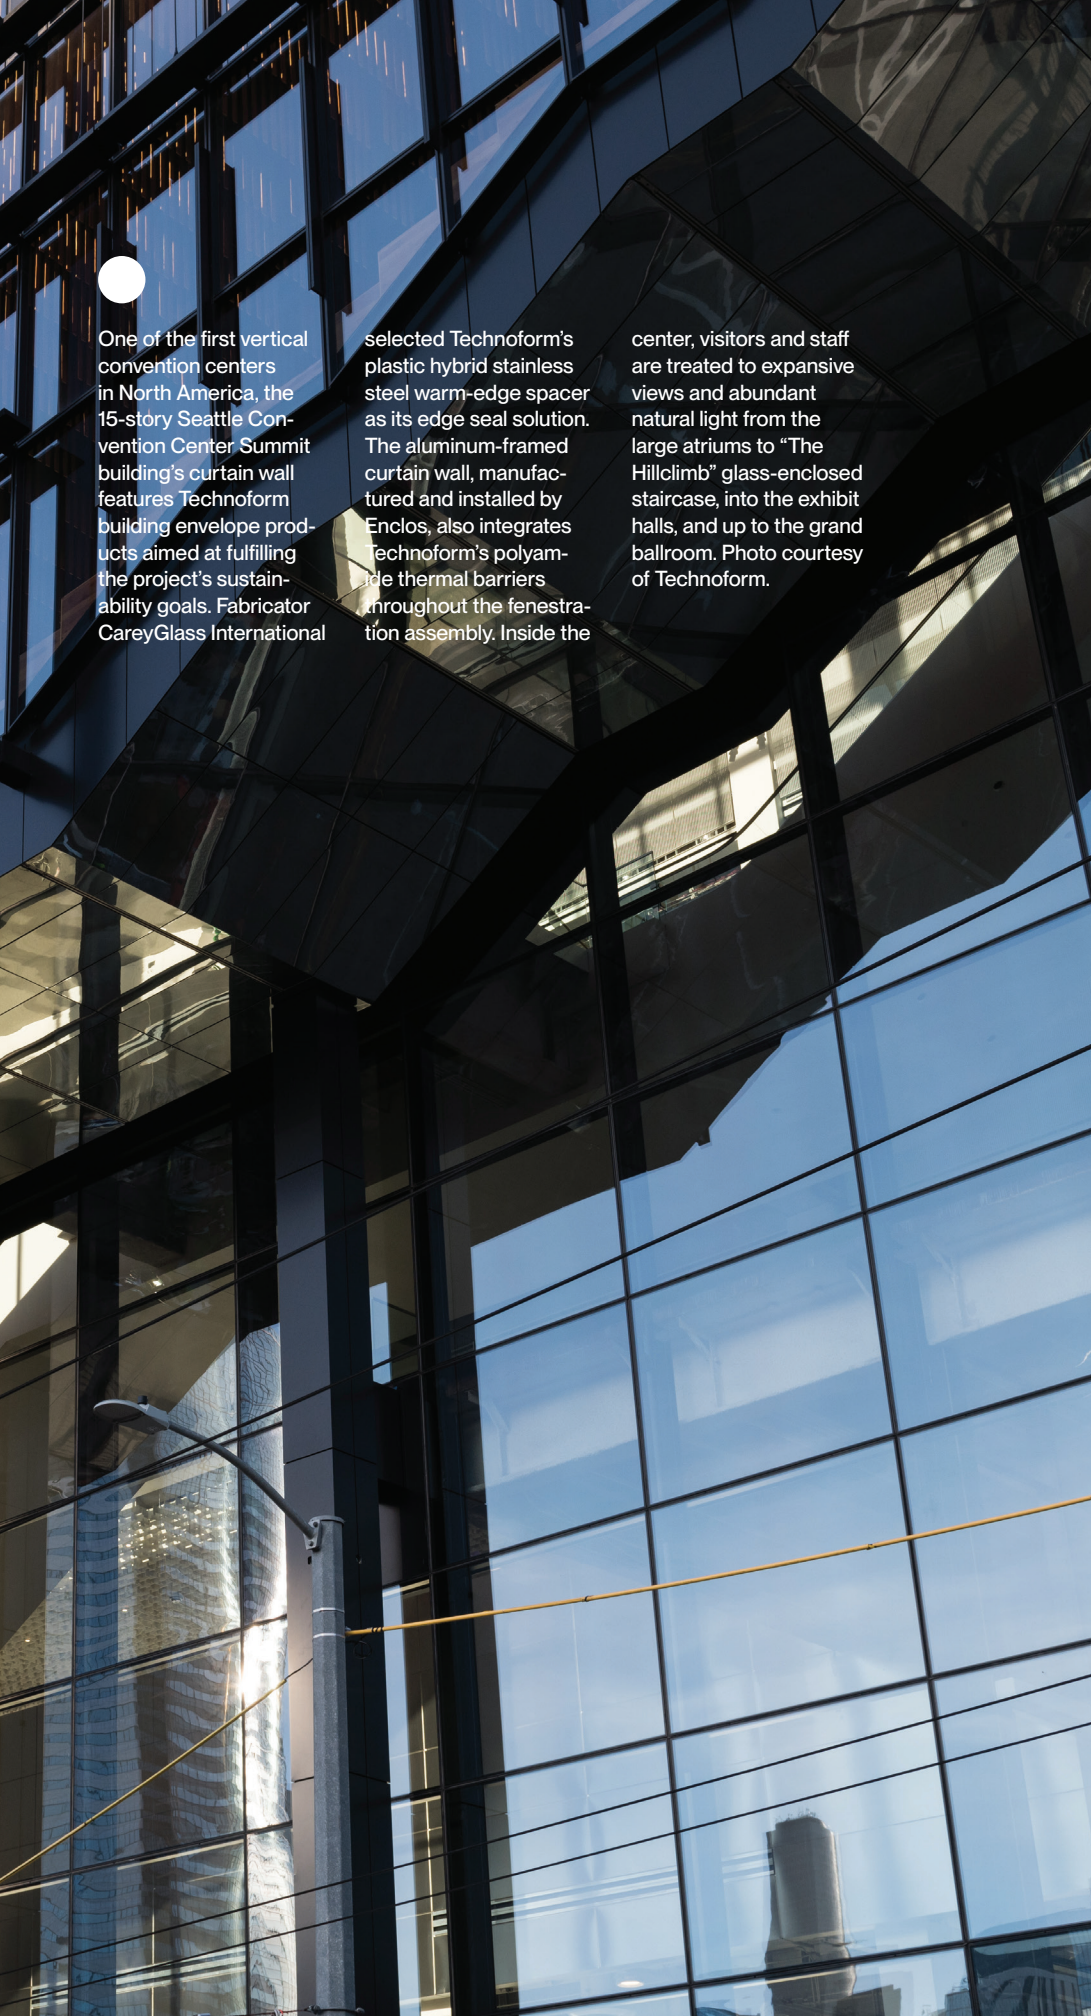 One of the first vertical
convention centers
in North America, the
15-story Seattle Con-
vention Center Summit
building’s curtain wall
features Technoform
building envelope prod-
ucts aimed at fulfilling
the project’s sustain-
ability goals. Fabricator
CareyGlass International
selected Technoform’s
plastic hybrid stainless
steel warm-edge spacer
as its edge seal solution.
The aluminum-framed
curtain wall, manufac-
tured and installed by
Enclos, also integrates
Technoform’s polyam-
ide thermal barriers
throughout the fenestra-
tion assembly. Inside the
center, visitors and staff
are treated to expansive
views and abundant
natural light from the
large atriums to “The
Hillclimb” glass-enclosed
staircase, into the exhibit
halls, and up to the grand
ballroom. Photo courtesy
of Technoform.